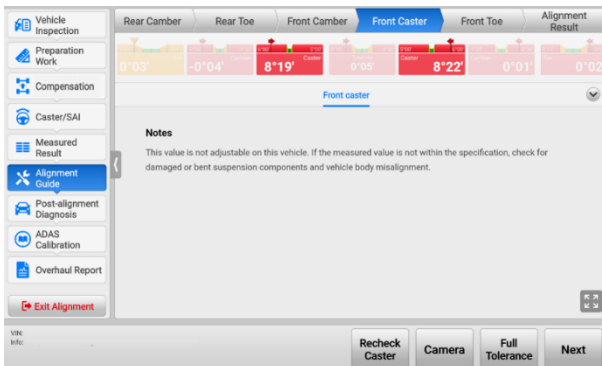 Vehicle
Inspection
Preparation
Work
Compensation
Caster/SAI
Measured
Result
Alignment
Guide
Post-alignment
Diagnosis
ADAS
Calibration
Overhaul Report
Exit Alignment
Rear Camber
Rear Toe
Front Camber
Front Caster
Front Toe
Alignment
Result
0°03'
-0°04'
Caster
8°19'
0°05'
Caster
8°22'
0°01'
0°02
Front caster
Notes
This value is not adjustable on this vehicle. If the measured value is not within the specification, check for
damaged or bent suspension components and vehicle body misalignment.
VIN:
Info:
Recheck
Caster
Camera
Full
Tolerance
Next